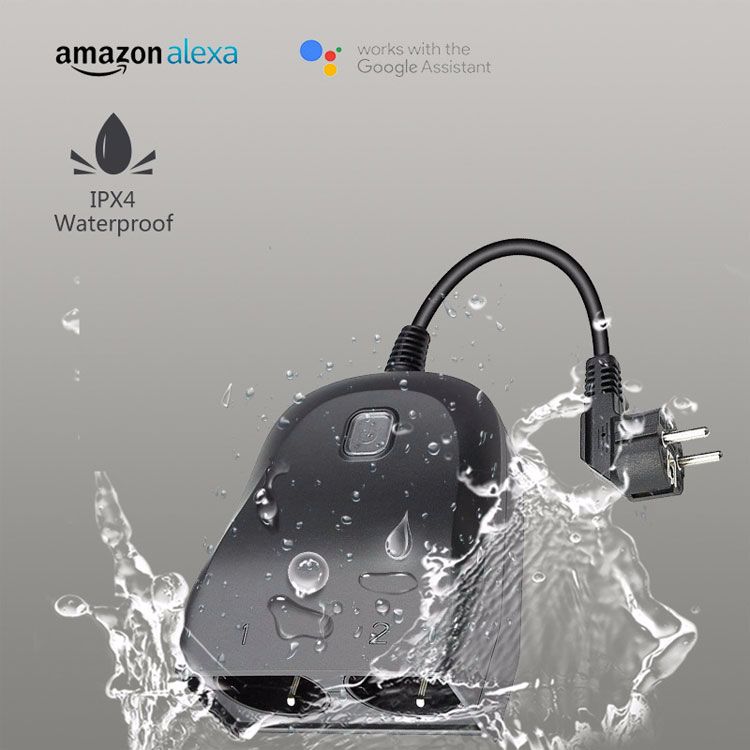 amazon alexa
works with the
Google Assistant
IPX4
Waterproof
1 2